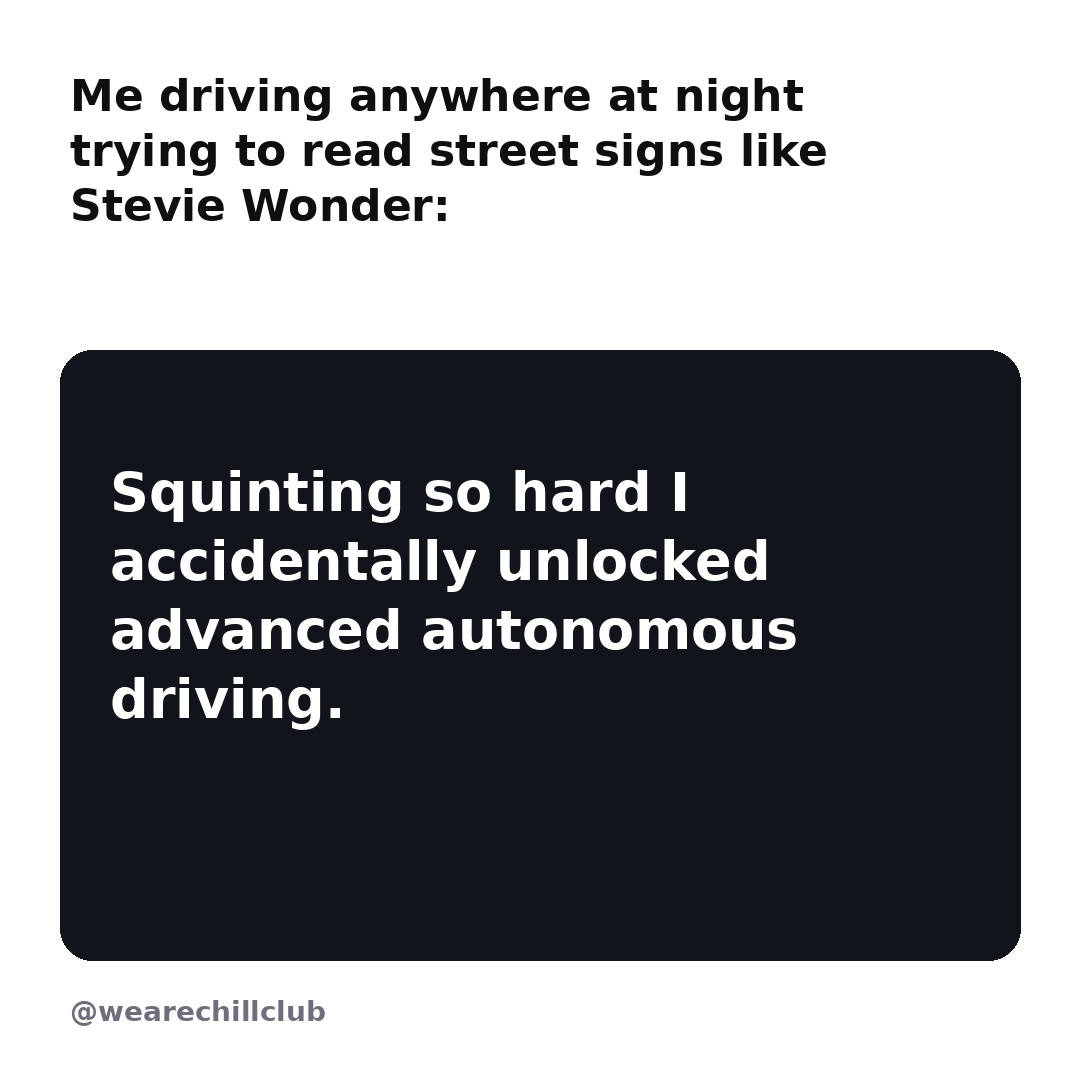 Me driving anywhere at night
trying to read street signs like
Stevie Wonder:
Squinting so hard I
accidentally unlocked
advanced autonomous
driving.
@wearechillclub